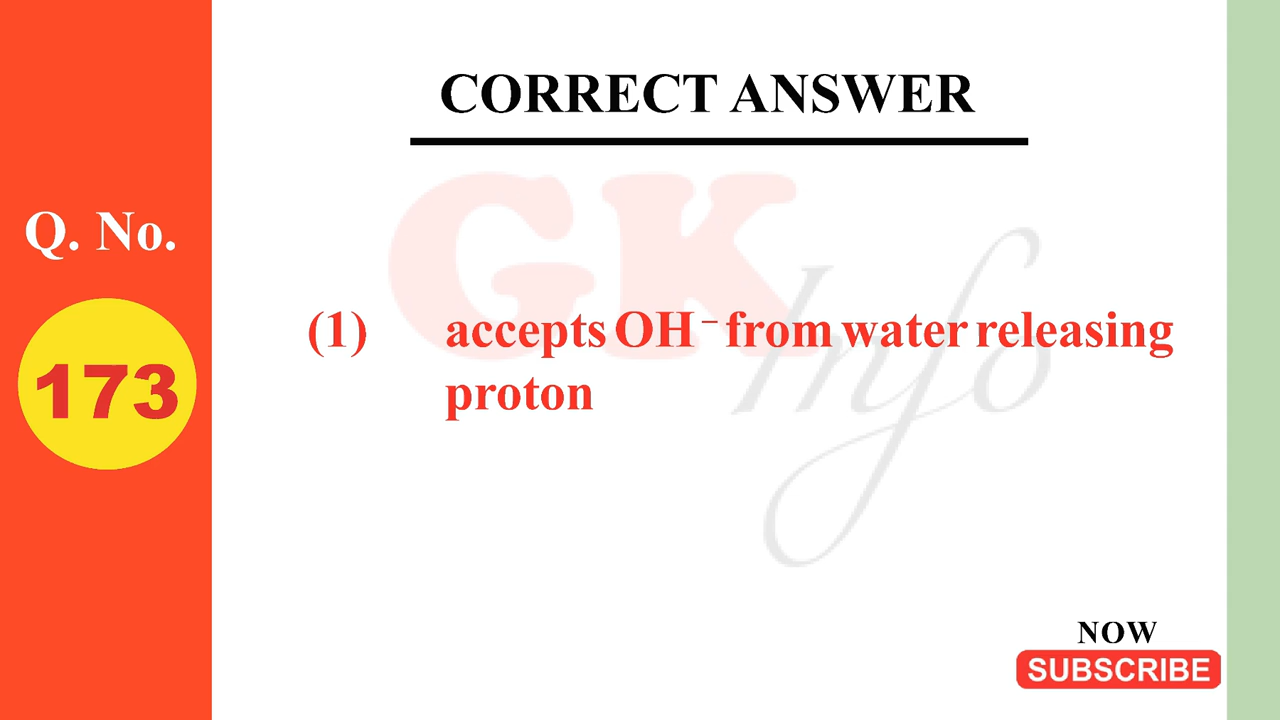 CORRECT ANSWER
Q. No.
173
GK
Info
(1) accepts OH⁻ from water releasing
proton
NOW
SUBSCRIBE